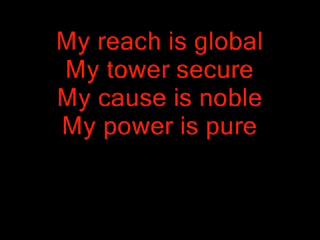 My reach is global
My tower secure
My cause is noble
My power is pure